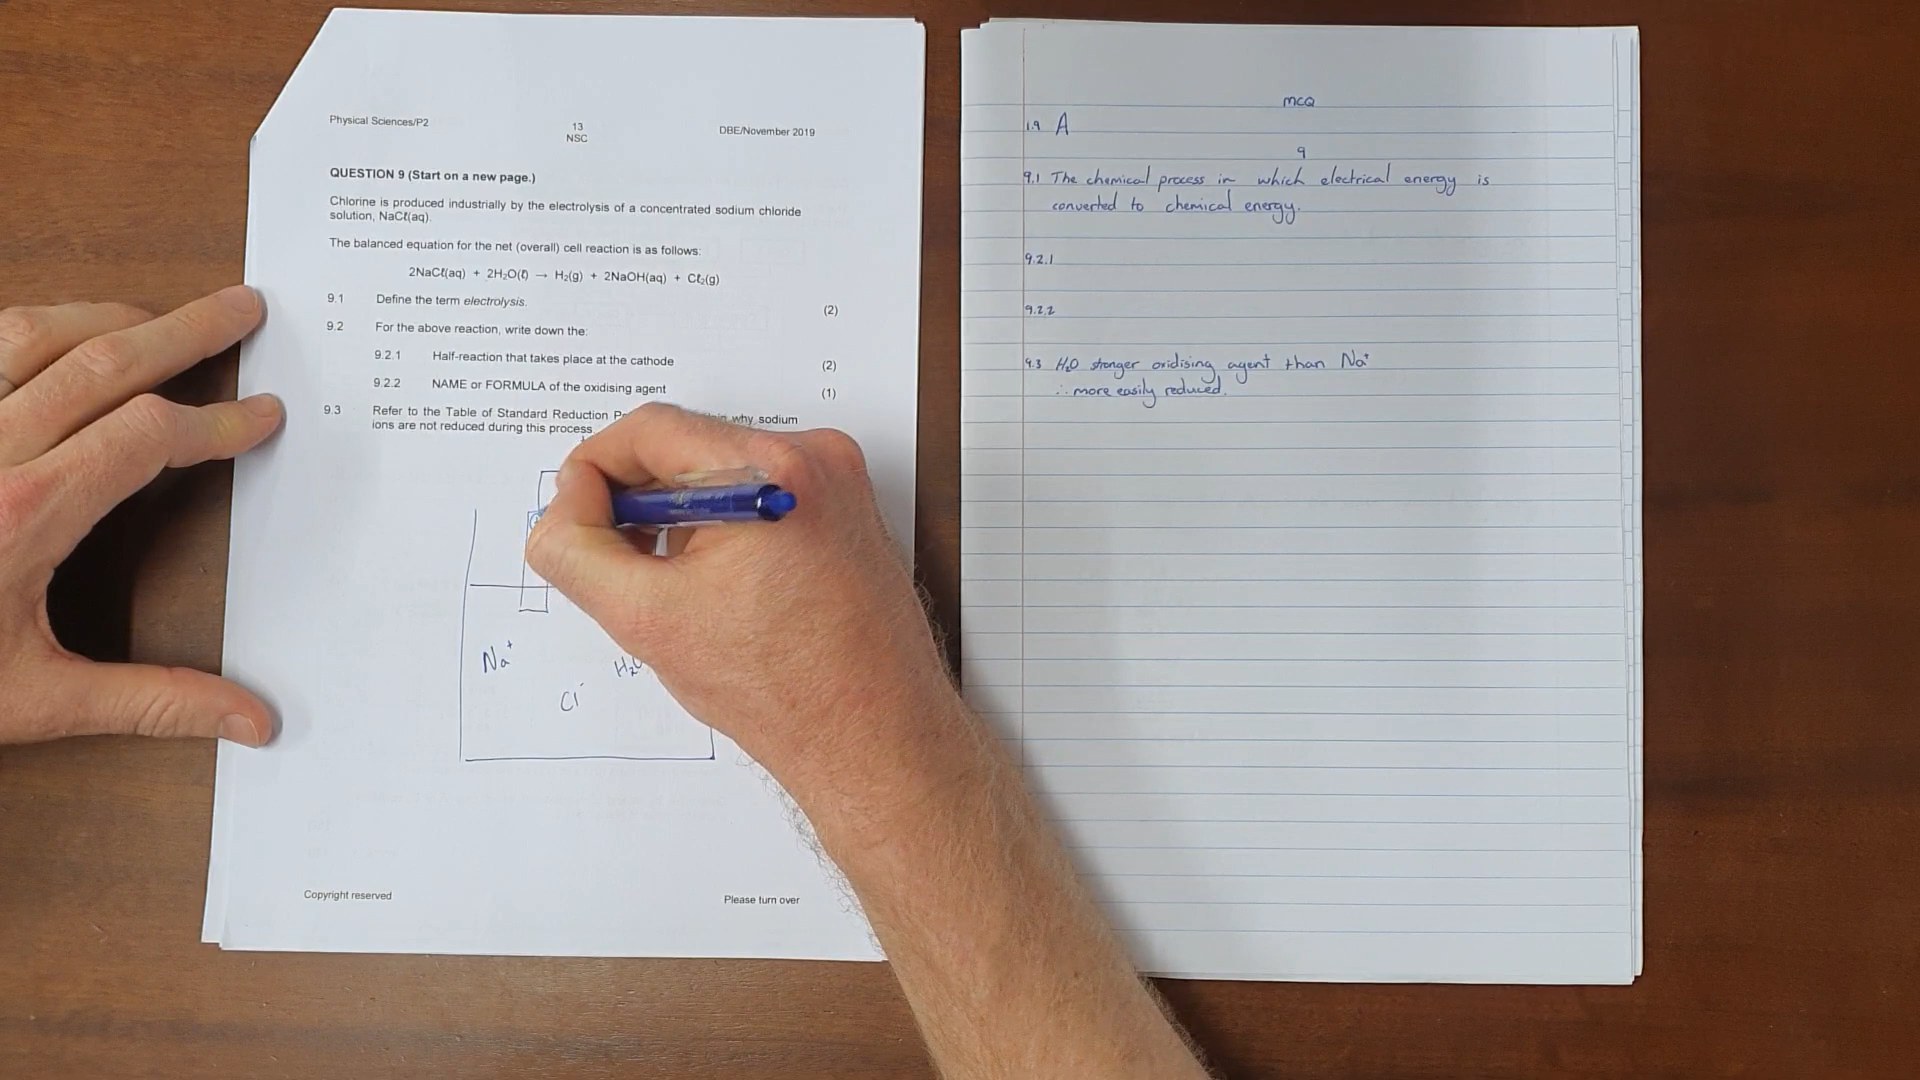 Physical Sciences/P2
13
NSC
DBE/November 2019
QUESTION 9 (Start on a new page.)
Chlorine is produced industrially by the electrolysis of a concentrated sodium chloride
solution, NaCℓ(aq).
The balanced equation for the net (overall) cell reaction is as follows:
2NaCℓ(aq) + 2H₂O(ℓ) → H₂(g) + 2NaOH(aq) + Cℓ₂(g)
9.1 Define the term electrolysis. (2)
9.2 For the above reaction, write down the:
9.2.1 Half-reaction that takes place at the cathode (2)
9.2.2 NAME or FORMULA of the oxidising agent (1)
9.3 Refer to the Table of Standard Reduction why sodium
ions are not reduced during this process
Na⁺
H₂O
Cl⁻
Copyright reserved
Please turn over
MCQ
1.9 A
9
9.1 The chemical process in which electrical energy is
converted to chemical energy.
9.2.1
9.2.2
9.3 H₂O stronger oxidising agent than Na⁺
∴ more easily reduced.